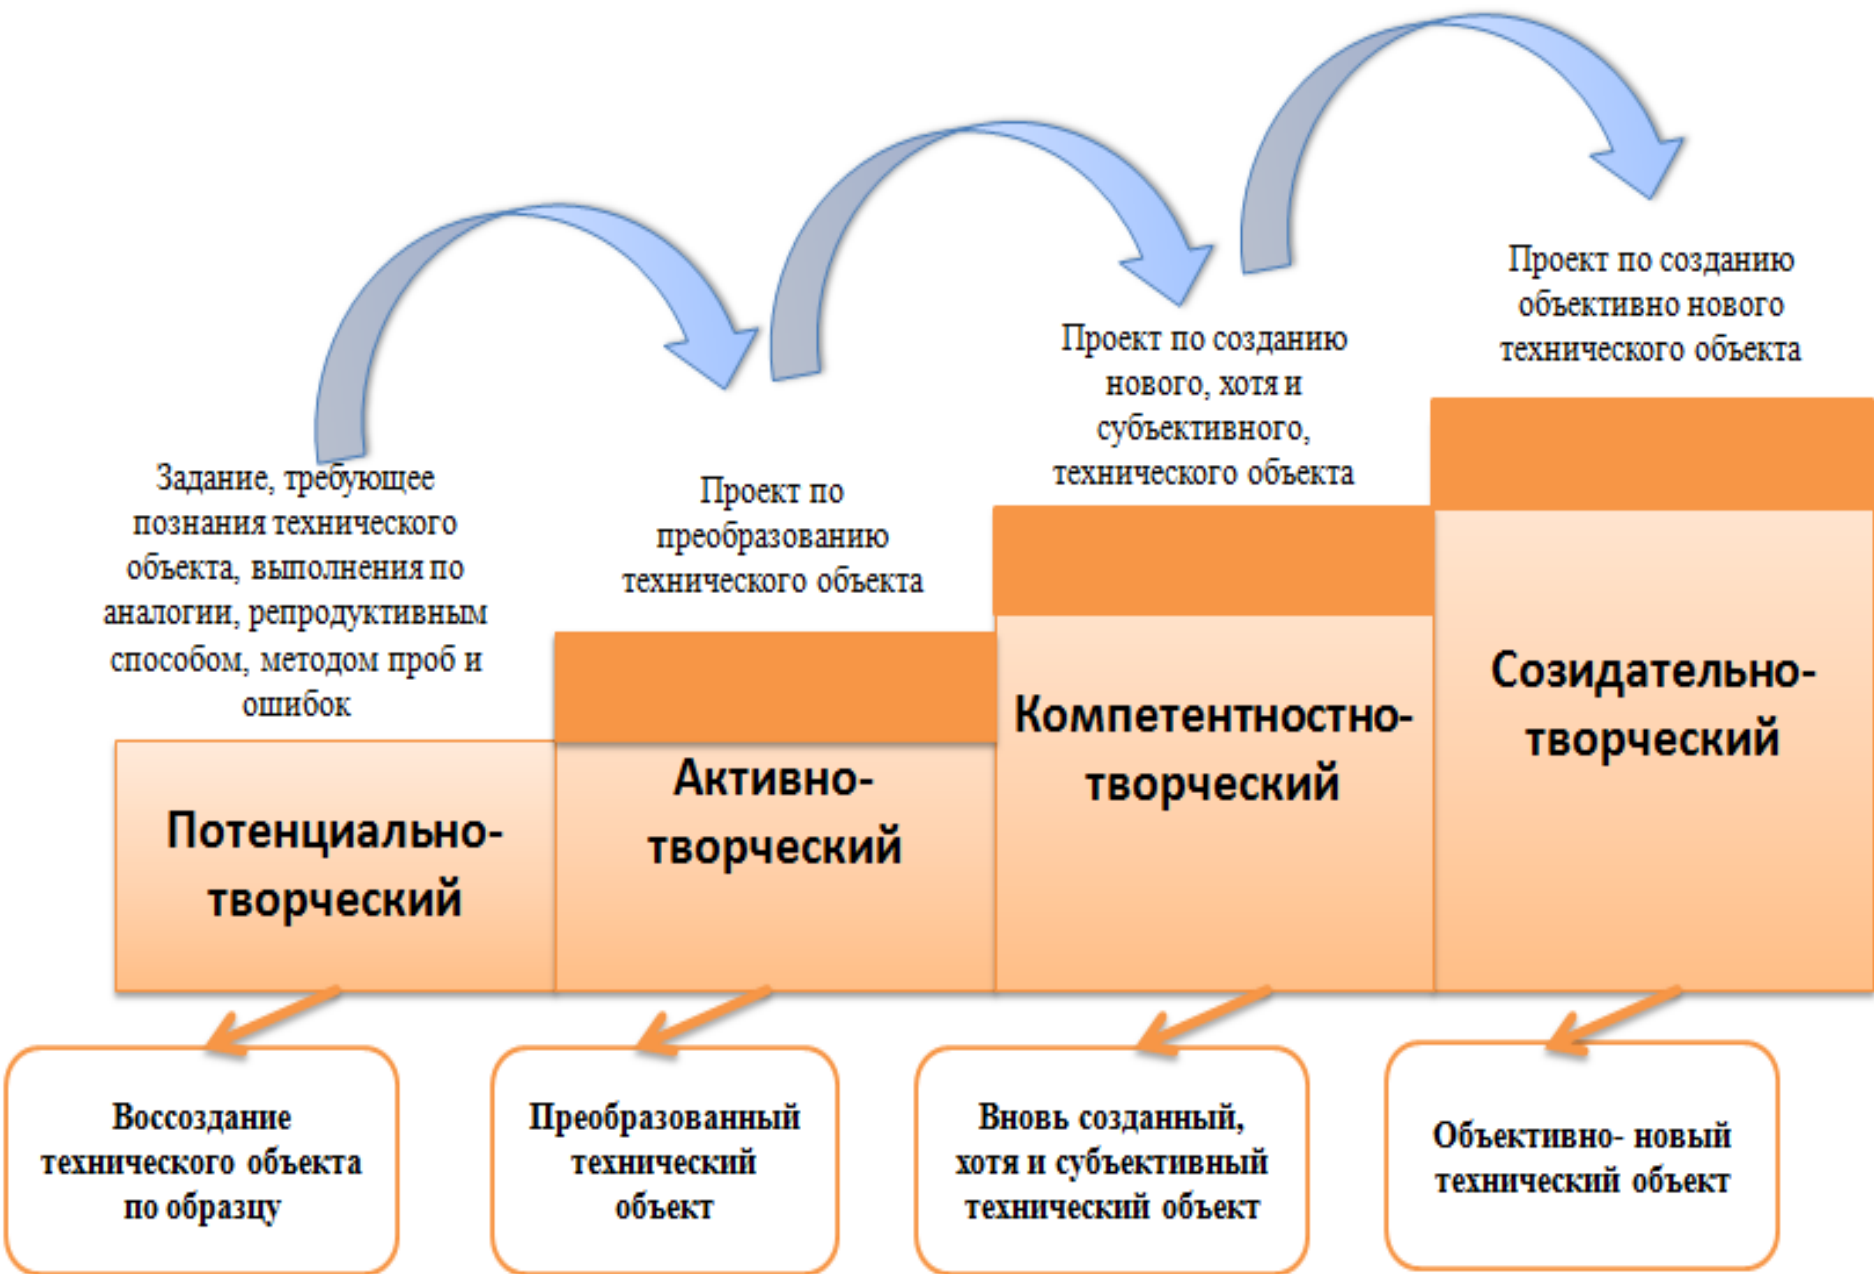 Задание, требующее
познания технического
объекта, выполнения по
аналогии, репродуктивным
способом, методом проб и
ошибок
Проект по
преобразованию
технического объекта
Проект по созданию
нового, хотя и
субъективного,
технического объекта
Проект по созданию
объективно нового
технического объекта
Потенциально-
творческий
Активно-
творческий
Компетентностно-
творческий
Созидательно-
творческий
Воссоздание
технического объекта
по образцу
Преобразованный
технический
объект
Вновь созданный,
хотя и субъективный
технический объект
Объективно- новый
технический объект